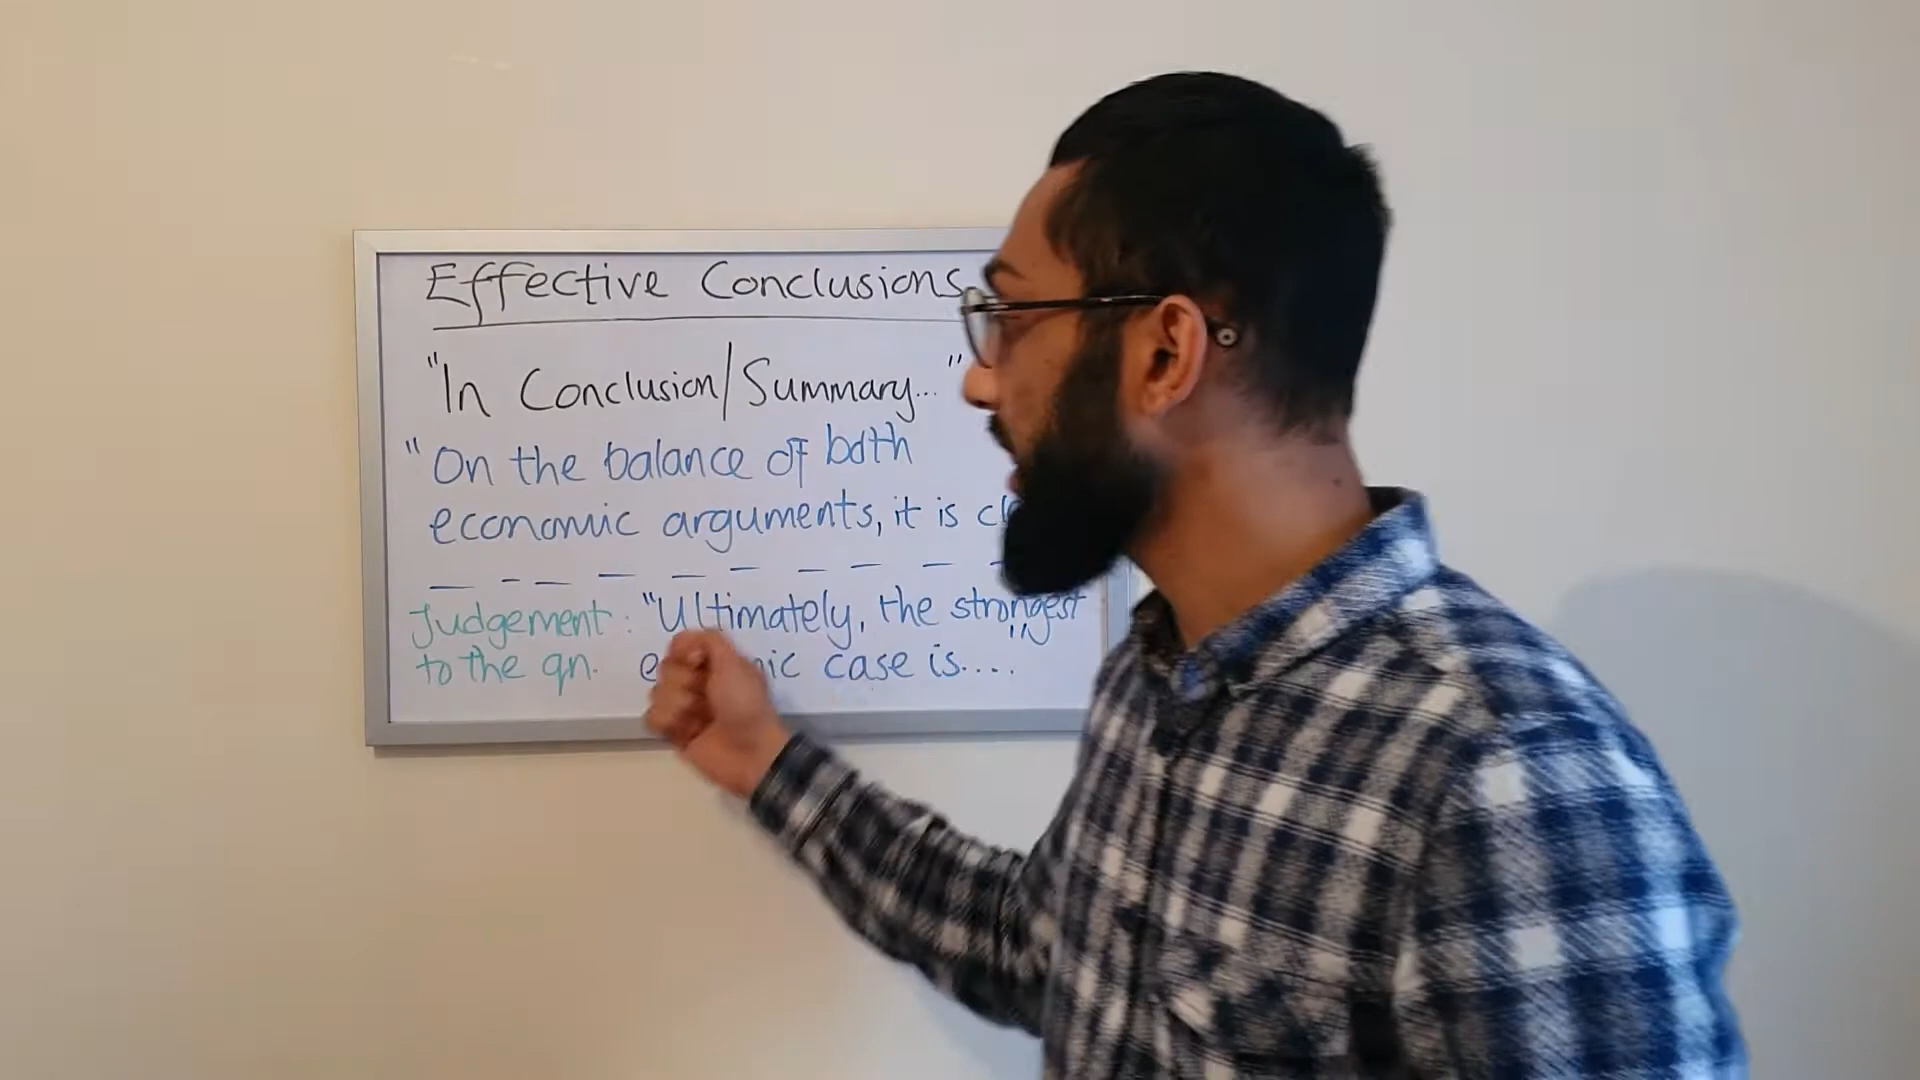 Effective Conclusions
"In Conclusion/Summary..."
"On the balance of both
economic arguments, it is
Judgement: "Ultimately, the strongest
to the qn. case is...."